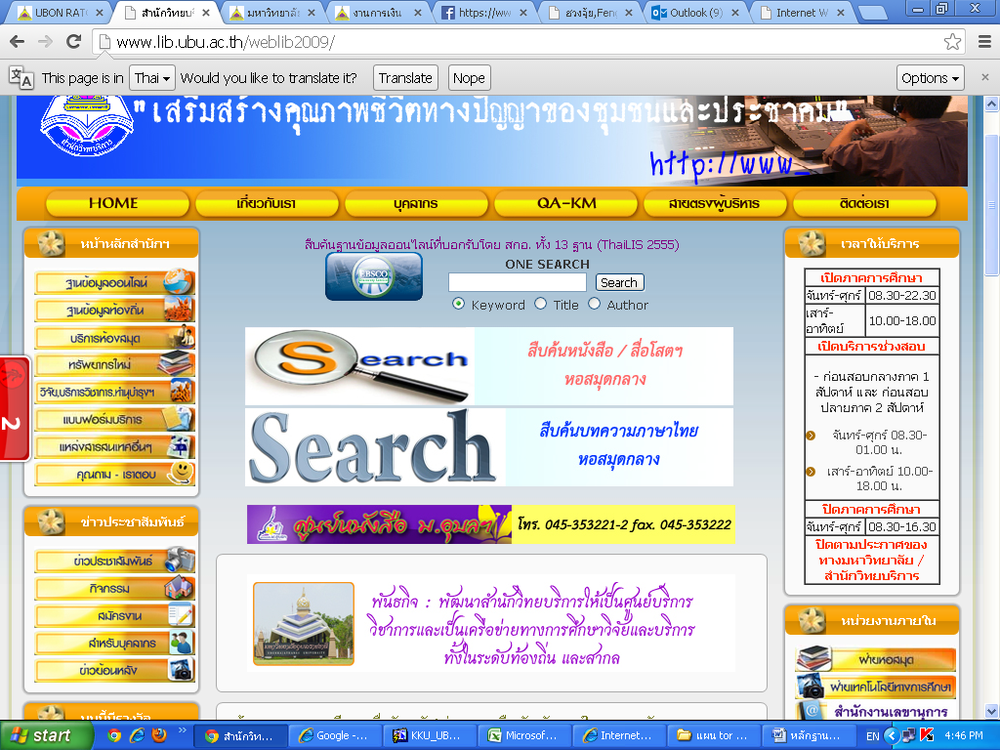 UBON RAT
สำนักวิทยบริ
มหาวิทยาลั
งานการเงิน
https://ww
ฮวงจุ้ย,Fen
Outlook (9)
Internet W
www.lib.ubu.ac.th/weblib2009/
This page is in Thai Would you like to translate it? Translate Nope Options
สำนักวิทยบริการ
"เสริมสร้างคุณภาพชีวิตทางปัญญาของชุมชนและประชาคม"
http://www_
HOME เกี่ยวกับเรา บุคลากร QA-KM สายตรงผู้บริหาร ติดต่อเรา
หน้าหลักสำนักฯ
ฐานข้อมูลออนไลน์
ฐานข้อมูลท้องถิ่น
บริการห้องสมุด
ทรัพยากรใหม่
วิจัย,บริการวิชาการ,ทำนุบำรุงฯ
แบบฟอร์มบริการ
แหล่งสารสนเทศอื่นๆ
คุณถาม - เราตอบ
2
ข่าวประชาสัมพันธ์
ข่าวประชาสัมพันธ์
กิจกรรม
สมัครงาน
สำหรับบุคลากร
ข่าวย้อนหลัง
สืบค้นฐานข้อมูลออนไลน์ที่บอกรับโดย สกอ. ทั้ง 13 ฐาน (ThaiLIS 2555)
EBSCO
ONE SEARCH
Search
Keyword Title Author
Search
สืบค้นหนังสือ / สื่อโสตฯ
หอสมุดกลาง
Search
สืบค้นบทความภาษาไทย
หอสมุดกลาง
ศูนย์หนังสือ ม.อุบลฯ โทร. 045-353221-2 fax. 045-353222
พันธกิจ : พัฒนาสำนักวิทยบริการให้เป็นศูนย์บริการ
วิชาการและเป็นเครือข่ายทางการศึกษาวิจัยและบริการ
ทั้งในระดับท้องถิ่น และสากล
เวลาให้บริการ
เปิดภาคการศึกษา
จันทร์-ศุกร์ 08.30-22.30
เสาร์-
อาทิตย์ 10.00-18.00
เปิดบริการช่วงสอบ
- ก่อนสอบกลางภาค 1
สัปดาห์ และ ก่อนสอบ
ปลายภาค 2 สัปดาห์
จันทร์-ศุกร์ 08.30-
01.00 น.
เสาร์-อาทิตย์ 10.00-
18.00 น.
ปิดภาคการศึกษา
จันทร์-ศุกร์ 08.30-16.30
ปิดตามประกาศของ
ทางมหาวิทยาลัย /
สำนักวิทยบริการ
หน่วยงานภายใน
ฝ่ายหอสมุด
ฝ่ายเทคโนโลยีทางการศึกษา
สำนักงานเลขานุการ
start
สำนักวิท...
Google -...
KKU_UB...
Microsof...
Internet...
แผน tor ...
หลักฐาน...
EN
4:46 PM